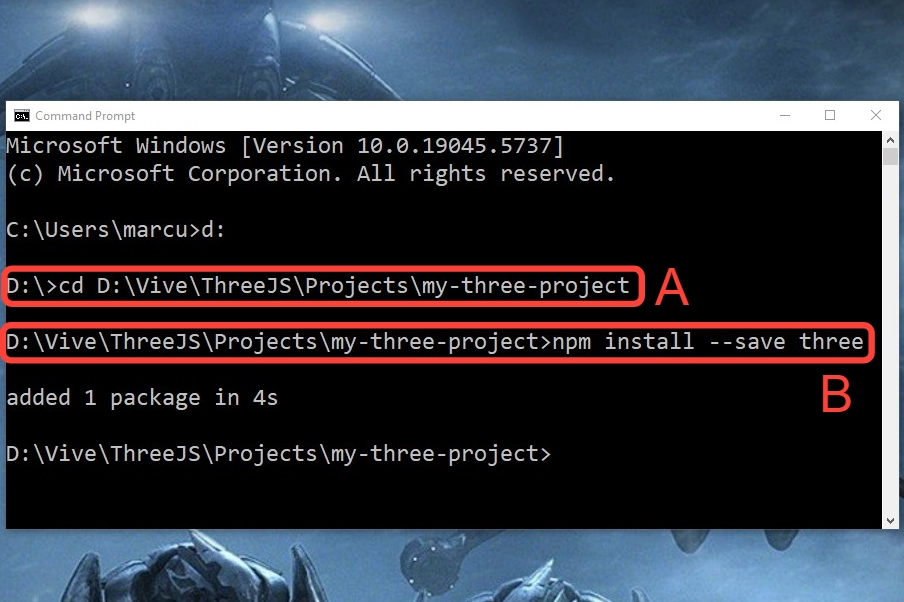 Command Prompt
Microsoft Windows [Version 10.0.19045.5737]
(c) Microsoft Corporation. All rights reserved.
C:\Users\marcu>d:
D:\>cd D:\Vive\ThreeJS\Projects\my-three-project
A
D:\Vive\ThreeJS\Projects\my-three-project>npm install --save three
B
added 1 package in 4s
D:\Vive\ThreeJS\Projects\my-three-project>